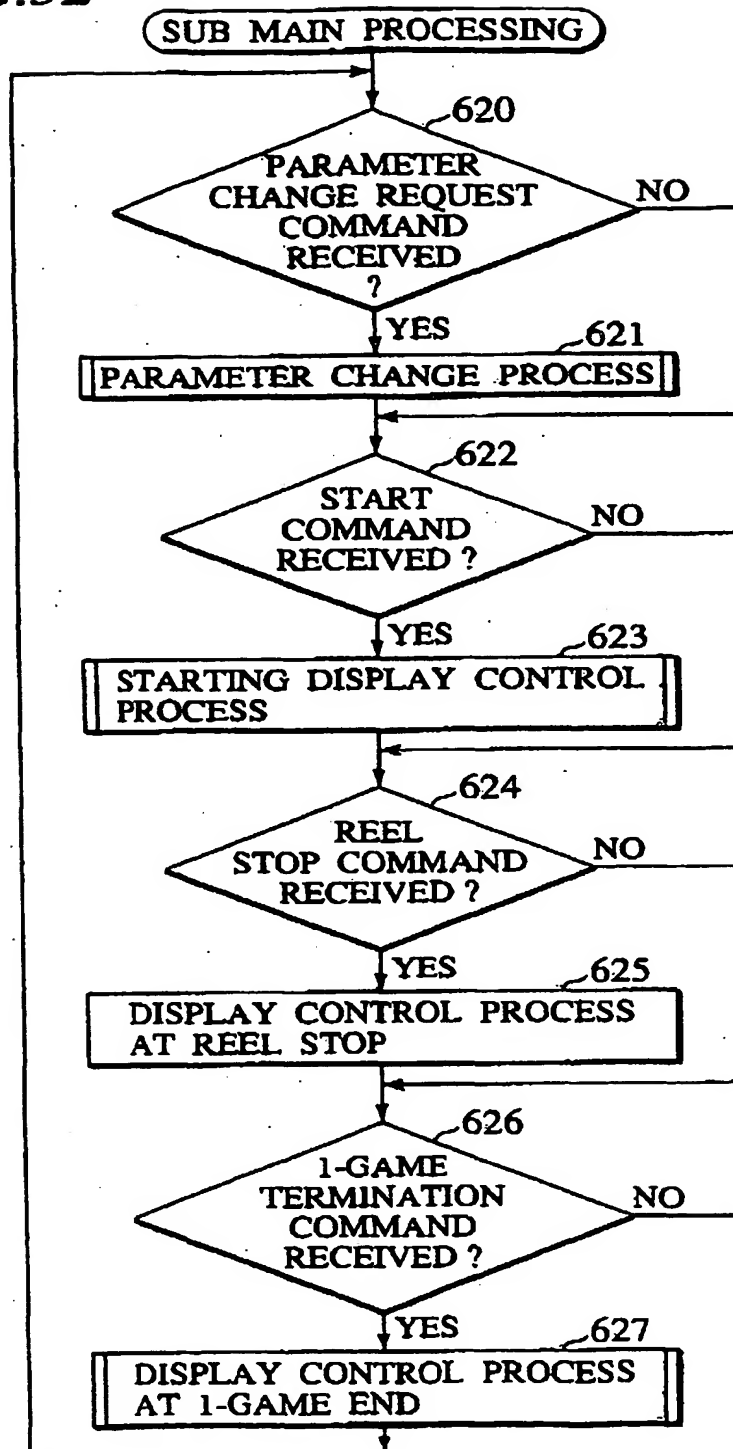 SUB MAIN PROCESSING
620
PARAMETER
CHANGE REQUEST
COMMAND
RECEIVED
?
NO
YES
621
PARAMETER CHANGE PROCESS
622
START
COMMAND
RECEIVED ?
NO
YES
623
STARTING DISPLAY CONTROL
PROCESS
624
REEL
STOP COMMAND
RECEIVED ?
NO
YES
625
DISPLAY CONTROL PROCESS
AT REEL STOP
626
1-GAME
TERMINATION
COMMAND
RECEIVED ?
NO
YES
627
DISPLAY CONTROL PROCESS
AT 1-GAME END